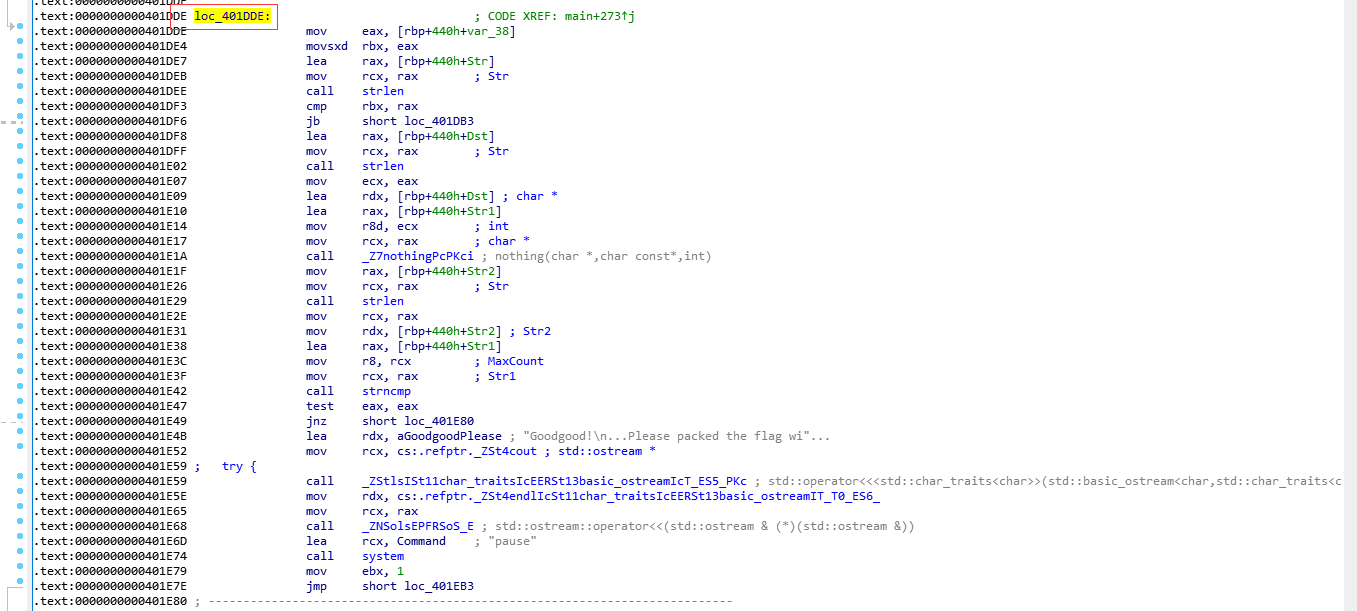 .text:0000000000401DDE loc_401DDE: ; CODE XREF: main+273↑j
.text:0000000000401DDE mov eax, [rbp+440h+var_38]
.text:0000000000401DE4 movsxd rbx, eax
.text:0000000000401DE7 lea rax, [rbp+440h+Str]
.text:0000000000401DEB mov rcx, rax ; Str
.text:0000000000401DEE call strlen
.text:0000000000401DF3 cmp rbx, rax
.text:0000000000401DF6 jb short loc_401DB3
.text:0000000000401DF8 lea rax, [rbp+440h+Dst]
.text:0000000000401DFF mov rcx, rax ; Str
.text:0000000000401E02 call strlen
.text:0000000000401E07 mov ecx, eax
.text:0000000000401E09 lea rdx, [rbp+440h+Dst] ; char *
.text:0000000000401E10 lea rax, [rbp+440h+Str1]
.text:0000000000401E14 mov r8d, ecx ; int
.text:0000000000401E17 mov rcx, rax ; char *
.text:0000000000401E1A call _Z7nothingPcPKci ; nothing(char *,char const*,int)
.text:0000000000401E1F mov rax, [rbp+440h+Str2]
.text:0000000000401E26 mov rcx, rax ; Str
.text:0000000000401E29 call strlen
.text:0000000000401E2E mov rcx, rax
.text:0000000000401E31 mov rdx, [rbp+440h+Str2] ; Str2
.text:0000000000401E38 lea rax, [rbp+440h+Str1]
.text:0000000000401E3C mov r8, rcx ; MaxCount
.text:0000000000401E3F mov rcx, rax ; Str1
.text:0000000000401E42 call strncmp
.text:0000000000401E47 test eax, eax
.text:0000000000401E49 jnz short loc_401E80
.text:0000000000401E4B lea rdx, aGoodgoodPlease ; "Goodgood!\n...Please packed the flag wi"...
.text:0000000000401E52 mov rcx, cs:.refptr._ZSt4cout ; std::ostream *
.text:0000000000401E59 ; try {
.text:0000000000401E59 call _ZStlsISt11char_traitsIcEERSt13basic_ostreamIcT_ES5_PKc ; std::operator<<<std::char_traits<char>>(std::basic_ostream<char,std::char_traits<c
.text:0000000000401E5E mov rdx, cs:.refptr._ZSt4endlIcSt11char_traitsIcEERSt13basic_ostreamIT_T0_ES6_
.text:0000000000401E65 mov rcx, rax
.text:0000000000401E68 call _ZNSolsEPFRSoS_E ; std::ostream::operator<<(std::ostream & (*)(std::ostream &))
.text:0000000000401E6D lea rcx, Command ; "pause"
.text:0000000000401E74 call system
.text:0000000000401E79 mov ebx, 1
.text:0000000000401E7E jmp short loc_401EB3
.text:0000000000401E80 ; ---------------------------------------------------------------------------